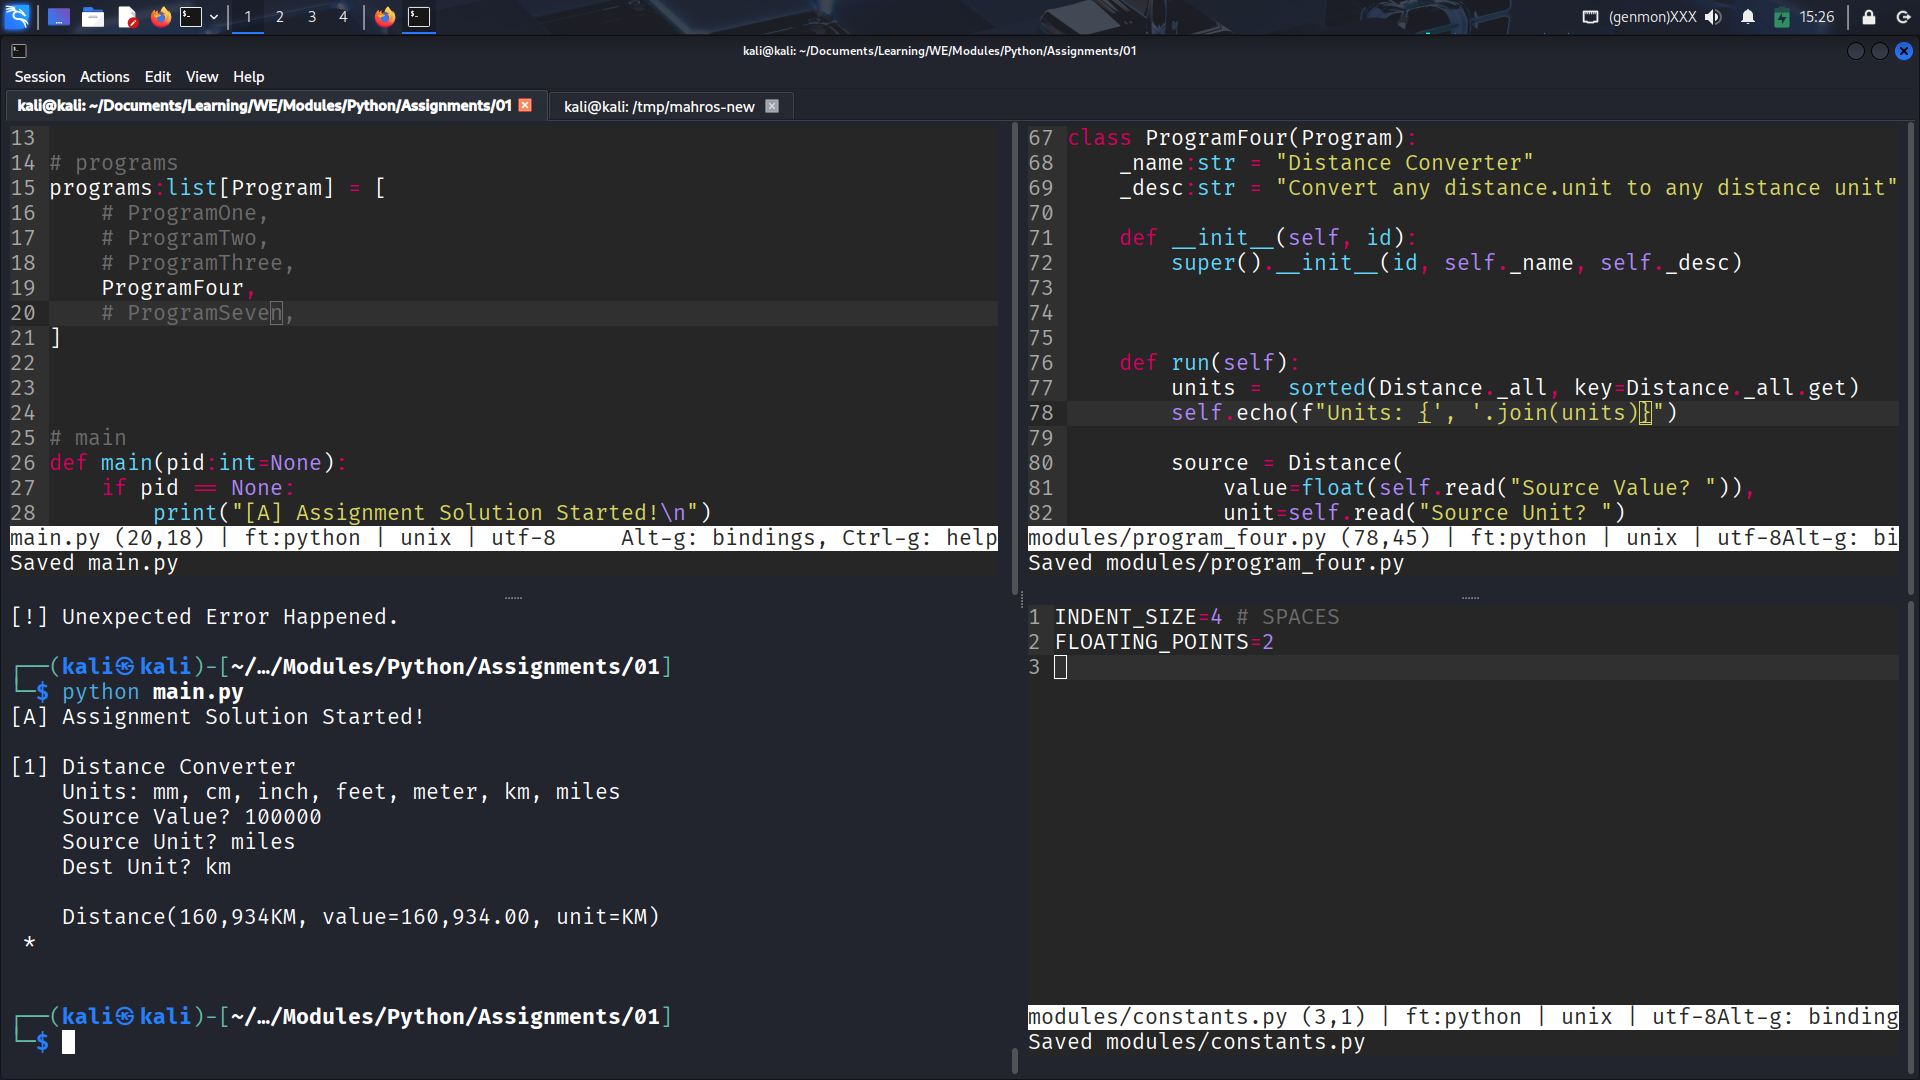 1 2 3 4 (genmon)XXX 15:26
kali@kali: ~/Documents/Learning/WE/Modules/Python/Assignments/01
Session Actions Edit View Help
kali@kali: ~/Documents/Learning/WE/Modules/Python/Assignments/01
kali@kali: /tmp/mahros-new
13
14 # programs
15 programs:list[Program] = [
16     # ProgramOne,
17     # ProgramTwo,
18     # ProgramThree,
19     ProgramFour,
20     # ProgramSeven,
21 ]
22
23
24
25 # main
26 def main(pid:int=None):
27     if pid == None:
28         print("[A] Assignment Solution Started!\n")
main.py (20,18) | ft:python | unix | utf-8     Alt-g: bindings, Ctrl-g: help
Saved main.py
[!] Unexpected Error Happened.
┌──(kali㉿kali)-[~/…/Modules/Python/Assignments/01]
└─$ python main.py
[A] Assignment Solution Started!
[1] Distance Converter
    Units: mm, cm, inch, feet, meter, km, miles
    Source Value? 100000
    Source Unit? miles
    Dest Unit? km
    Distance(160,934KM, value=160,934.00, unit=KM)
 *
┌──(kali㉿kali)-[~/…/Modules/Python/Assignments/01]
└─$
67 class ProgramFour(Program):
68     _name:str = "Distance Converter"
69     _desc:str = "Convert any distance.unit to any distance unit"
70
71     def __init__(self, id):
72         super().__init__(id, self._name, self._desc)
73
74
75
76     def run(self):
77         units =  sorted(Distance._all, key=Distance._all.get)
78         self.echo(f"Units: {', '.join(units)}")
79
80         source = Distance(
81             value=float(self.read("Source Value? ")),
82             unit=self.read("Source Unit? ")
modules/program_four.py (78,45) | ft:python | unix | utf-8Alt-g: bi
Saved modules/program_four.py
1 INDENT_SIZE=4 # SPACES
2 FLOATING_POINTS=2
3
modules/constants.py (3,1) | ft:python | unix | utf-8Alt-g: binding
Saved modules/constants.py